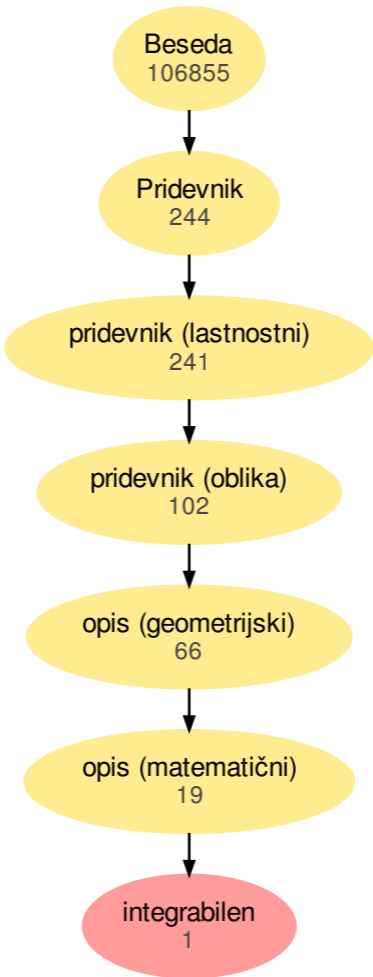 Beseda
106855
Pridevnik
244
pridevnik (lastnostni)
241
pridevnik (oblika)
102
opis (geometrijski)
66
opis (matematični)
19
integrabilen
1